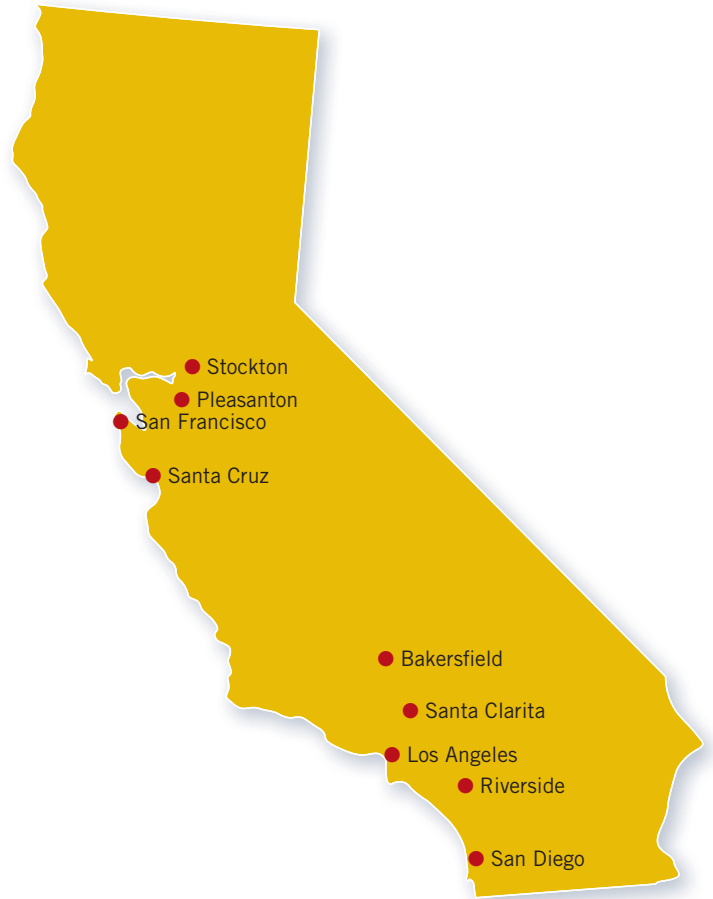 Stockton
Pleasanton
San Francisco
Santa Cruz
Bakersfield
Santa Clarita
Los Angeles
Riverside
San Diego